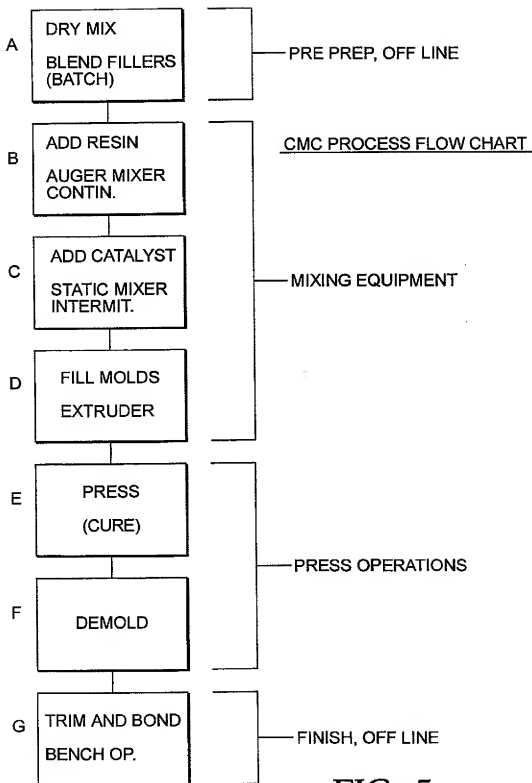 A
DRY MIX
BLEND FILLERS
(BATCH)
PRE PREP, OFF LINE
CMC PROCESS FLOW CHART
B
ADD RESIN
AUGER MIXER
CONTIN.
C
ADD CATALYST
STATIC MIXER
INTERMIT.
MIXING EQUIPMENT
D
FILL MOLDS
EXTRUDER
E
PRESS
(CURE)
PRESS OPERATIONS
F
DEMOLD
G
TRIM AND BOND
BENCH OP.
FINISH, OFF LINE
FIG. 5